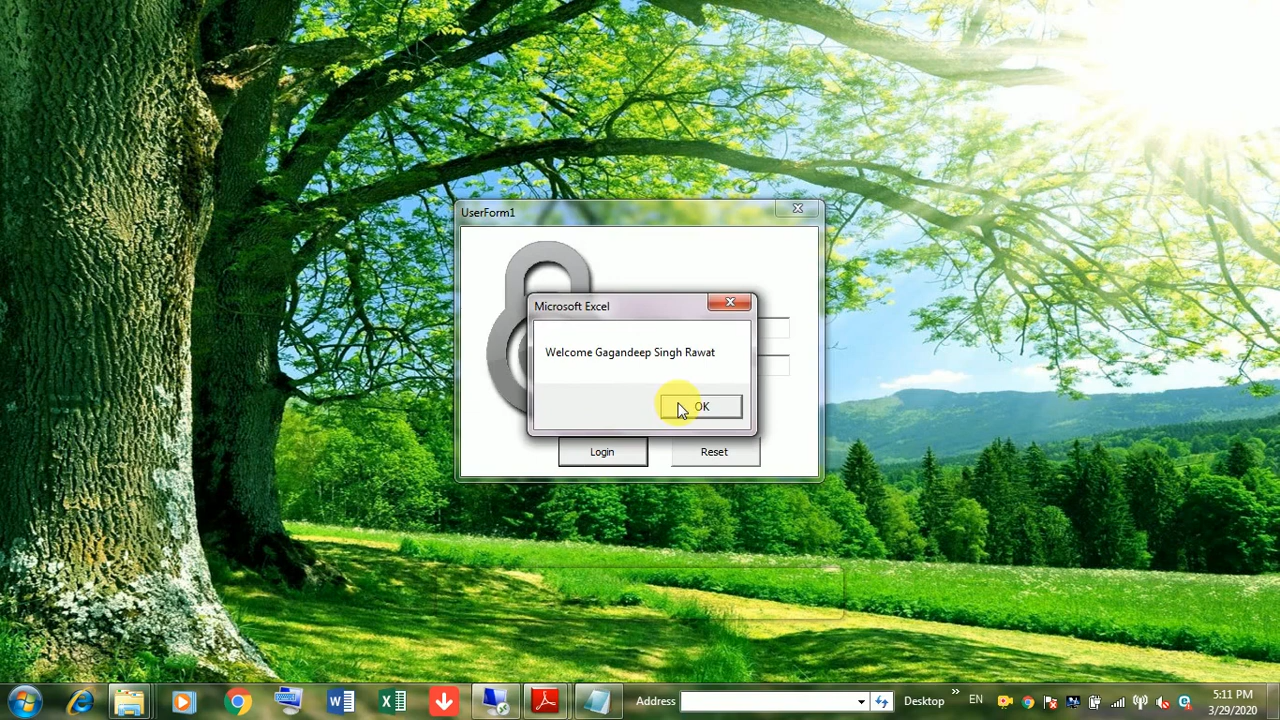 UserForm1
Microsoft Excel
Welcome Gagandeep Singh Rawat
OK
Login
Reset
Address
Desktop
»
EN
5:11 PM
3/29/2020